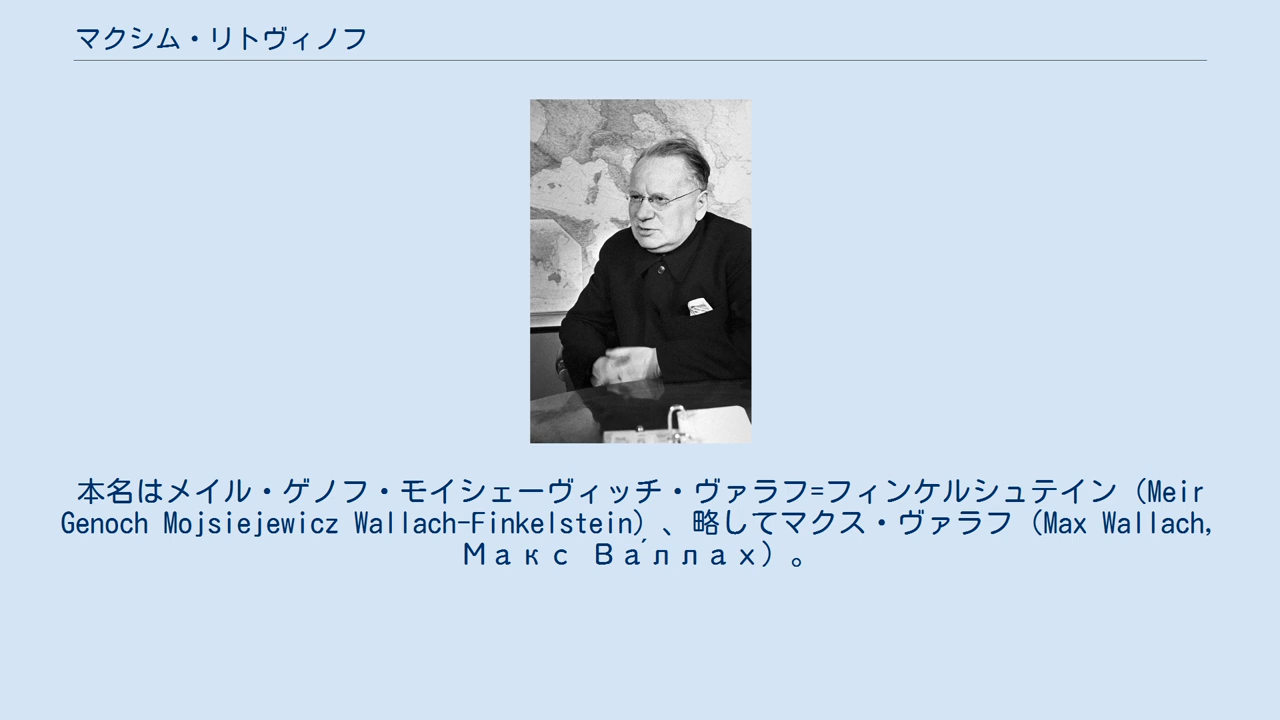 マクシム・リトヴィノフ
本名はメイル・ゲノフ・モイシェーヴィッチ・ヴァラフ=フィンケルシュテイン（Meir
Genoch Mojsiejewicz Wallach-Finkelstein）、略してマクス・ヴァラフ（Max Wallach,
Макс Ва́ллах）。